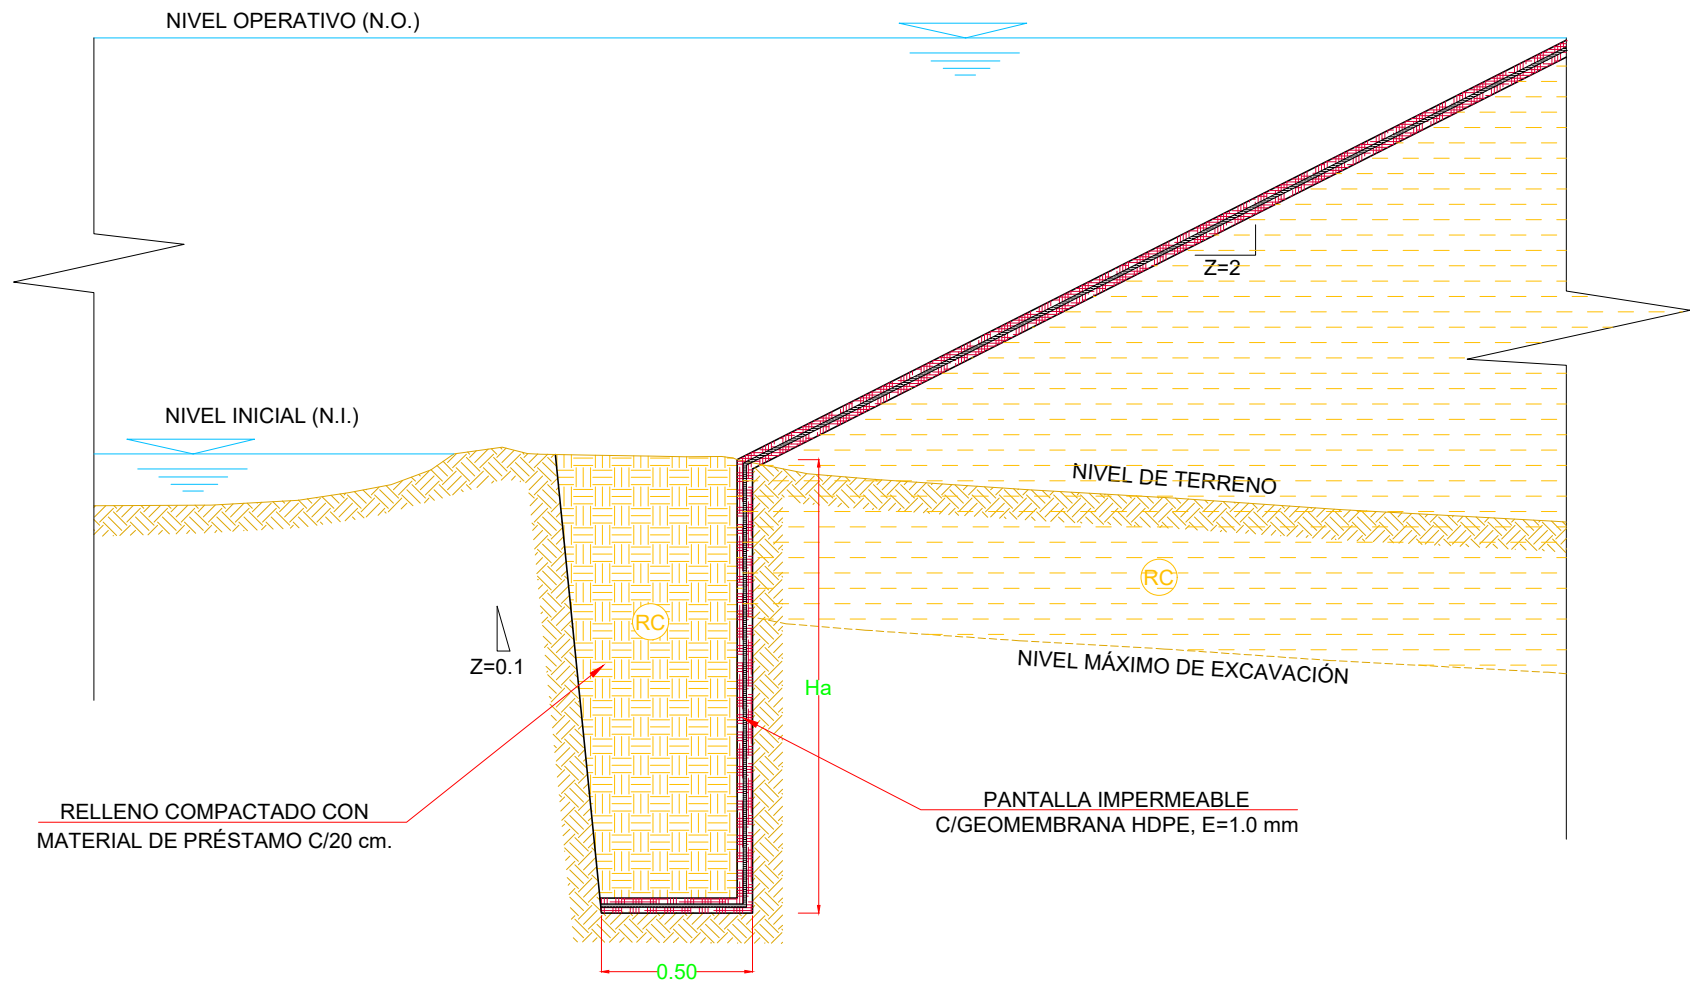 NIVEL OPERATIVO (N.O.)
Z=2
NIVEL INICIAL (N.I.)
NIVEL DE TERRENO
RC
RC
Z=0.1
NIVEL MÁXIMO DE EXCAVACIÓN
Ha
RELLENO COMPACTADO CON
MATERIAL DE PRÉSTAMO C/20 cm.
PANTALLA IMPERMEABLE
C/GEOMEMBRANA HDPE, E=1.0 mm
0.50